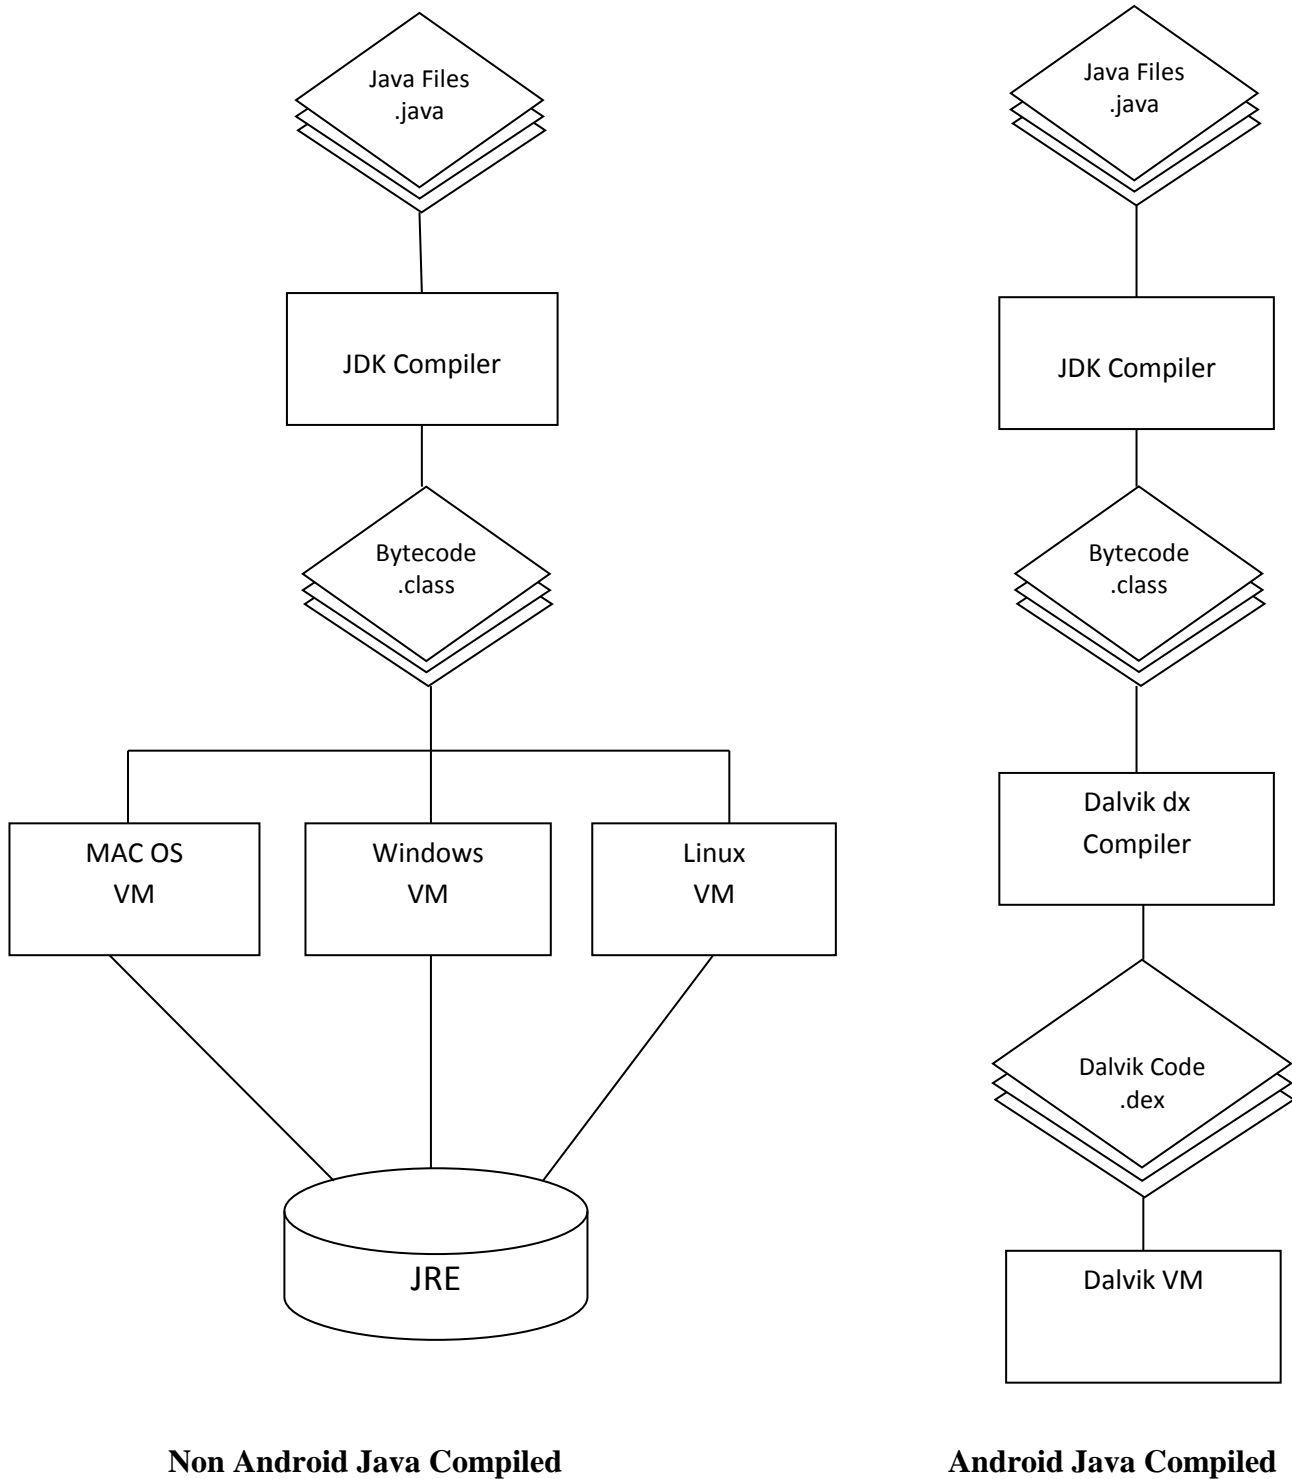 Java Files
.java
JDK Compiler
Bytecode
.class
MAC OS
VM
Windows
VM
Linux
VM
JRE
Non Android Java Compiled
Java Files
.java
JDK Compiler
Bytecode
.class
Dalvik dx
Compiler
Dalvik Code
.dex
Dalvik VM
Android Java Compiled